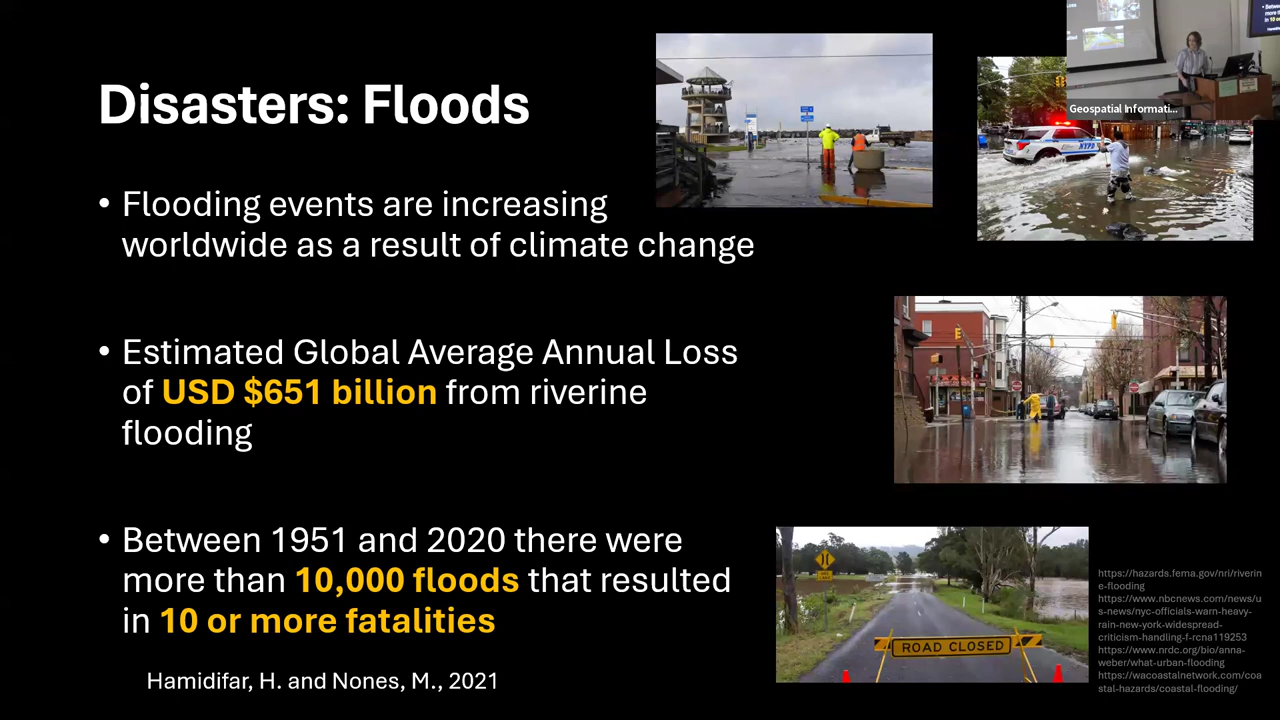 Disasters: Floods
• Flooding events are increasing
worldwide as a result of climate change
• Estimated Global Average Annual Loss
of USD $651 billion from riverine
flooding
• Between 1951 and 2020 there were
more than 10,000 floods that resulted
in 10 or more fatalities
Hamidifar, H. and Nones, M., 2021
Geospatial Informati...
NYPD
ROAD CLOSED
https://hazards.fema.gov/nri/riverin
e-flooding
https://www.nbcnews.com/news/u
s-news/nyc-officials-warn-heavy-
rain-new-york-widespread-
criticism-handling-f-rcna119253
https://www.nrdc.org/bio/anna-
weber/what-urban-flooding
https://wacoastalnetwork.com/coa
stal-hazards/coastal-flooding/